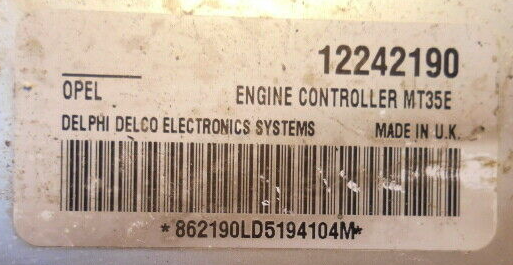 12242190
OPEL ENGINE CONTROLLER MT35E
DELPHI DELCO ELECTRONICS SYSTEMS MADE IN U.K.
*862190LD5194104M*